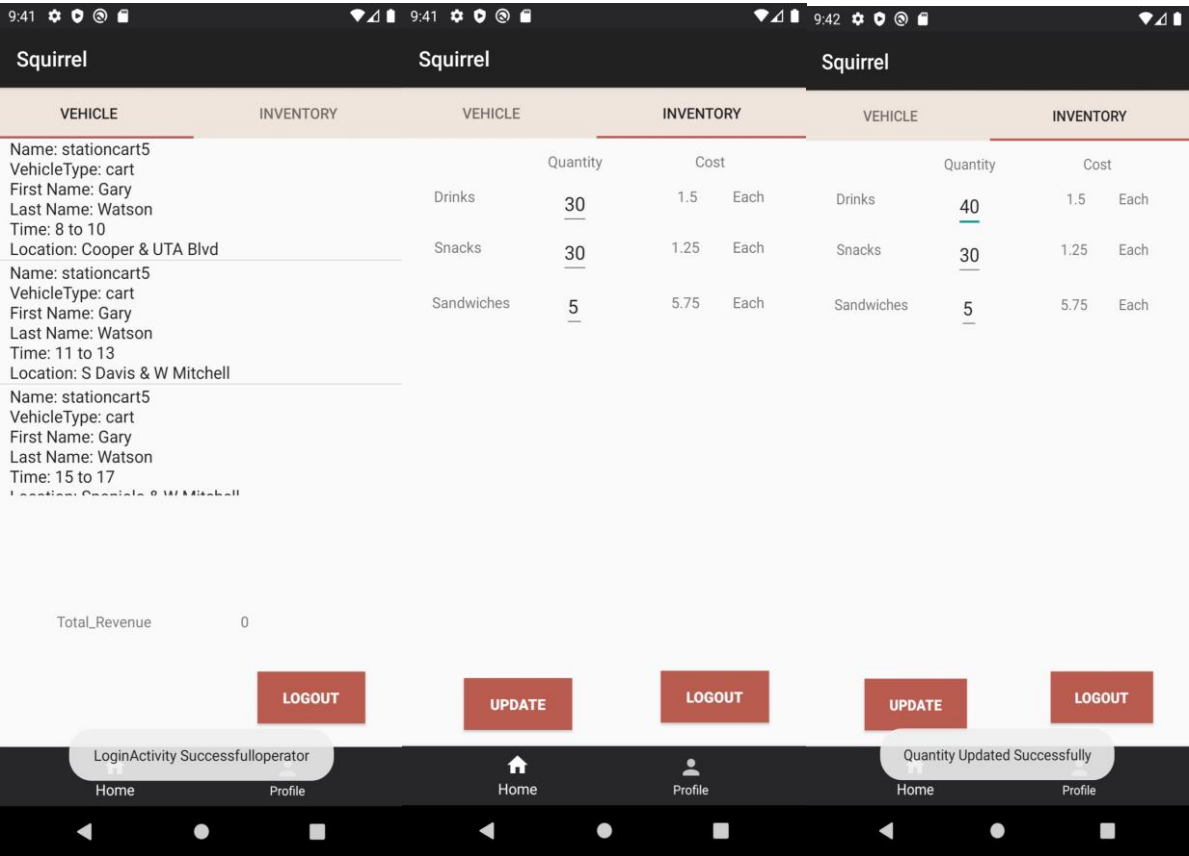 9:41
Squirrel
VEHICLE INVENTORY
Name: stationcart5
VehicleType: cart
First Name: Gary
Last Name: Watson
Time: 8 to 10
Location: Cooper & UTA Blvd
Name: stationcart5
VehicleType: cart
First Name: Gary
Last Name: Watson
Time: 11 to 13
Location: S Davis & W Mitchell
Name: stationcart5
VehicleType: cart
First Name: Gary
Last Name: Watson
Time: 15 to 17
Location: Spaniolo & W Mitchell
Total_Revenue 0
LOGOUT
LoginActivity Successfulloperator
Home Profile
9:41
Squirrel
VEHICLE INVENTORY
Quantity Cost
Drinks 30 1.5 Each
Snacks 30 1.25 Each
Sandwiches 5 5.75 Each
UPDATE LOGOUT
Home Profile
9:42
Squirrel
VEHICLE INVENTORY
Quantity Cost
Drinks 40 1.5 Each
Snacks 30 1.25 Each
Sandwiches 5 5.75 Each
UPDATE LOGOUT
Quantity Updated Successfully
Home Profile